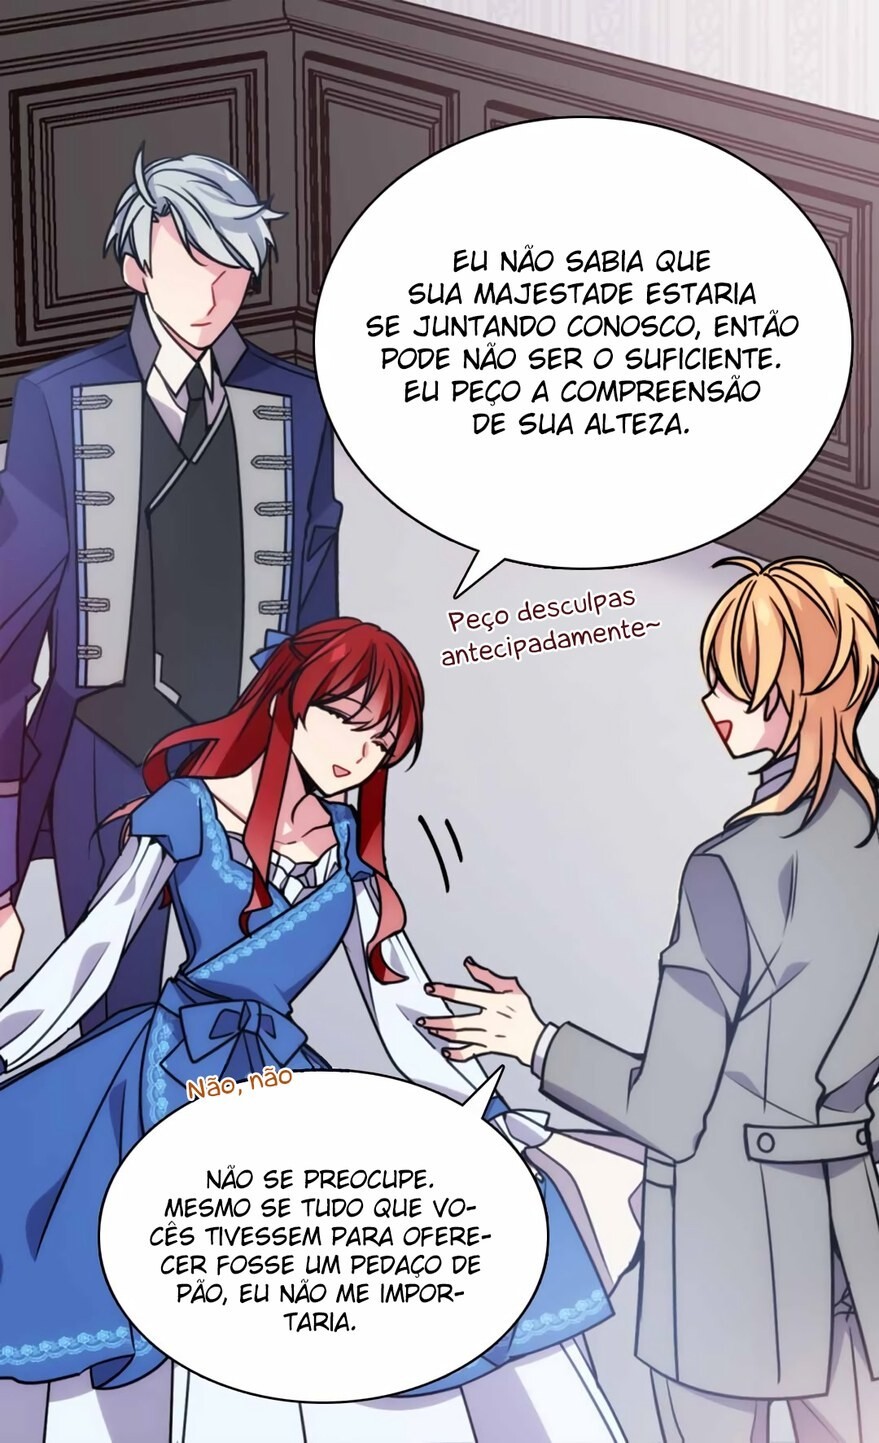 EU NÃO SABIA QUE
SUA MAJESTADE ESTARIA
SE JUNTANDO CONOSCO, ENTÃO
PODE NÃO SER O SUFICIENTE.
EU PEÇO A COMPREENSÃO
DE SUA ALTEZA.
Peço desculpas
antecipadamente~
Não, não
NÃO SE PREOCUPE.
MESMO SE TUDO QUE VO-
CÊS TIVESSEM PARA OFERE-
CER FOSSE UM PEDAÇO DE
PÃO, EU NÃO ME IMPOR-
TARIA.